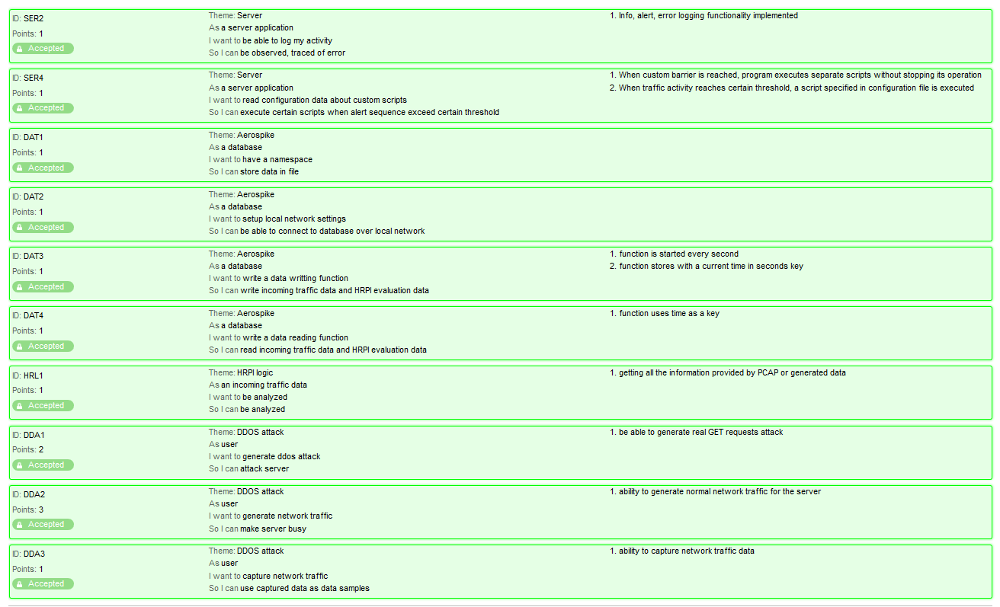 ID: SER2
Points: 1
Accepted
Theme: Server
As a server application
I want to be able to log my activity
So I can be observed, traced of error
1. Info, alert, error logging functionality implemented
ID: SER4
Points: 1
Accepted
Theme: Server
As a server application
I want to read configuration data about custom scripts
So I can execute certain scripts when alert sequence exceed certain threshold
1. When custom barrier is reached, program executes separate scripts without stopping its operation
2. When traffic activity reaches certain threshold, a script specified in configuration file is executed
ID: DAT1
Points: 1
Accepted
Theme: Aerospike
As a database
I want to have a namespace
So I can store data in file
ID: DAT2
Points: 1
Accepted
Theme: Aerospike
As a database
I want to setup local network settings
So I can be able to connect to database over local network
ID: DAT3
Points: 1
Accepted
Theme: Aerospike
As a database
I want to write a data writting function
So I can write incoming traffic data and HRPI evaluation data
1. function is started every second
2. function stores with a current time in seconds key
ID: DAT4
Points: 1
Accepted
Theme: Aerospike
As a database
I want to write a data reading function
So I can read incoming traffic data and HRPI evaluation data
1. function uses time as a key
ID: HRL1
Points: 1
Accepted
Theme: HRPI logic
As an incoming traffic data
I want to be analyzed
So I can be analyzed
1. getting all the information provided by PCAP or generated data
ID: DDA1
Points: 2
Accepted
Theme: DDOS attack
As user
I want to generate ddos attack
So I can attack server
1. be able to generate real GET requests attack
ID: DDA2
Points: 3
Accepted
Theme: DDOS attack
As user
I want to generate network traffic
So I can make server busy
1. ability to generate normal network traffic for the server
ID: DDA3
Points: 1
Accepted
Theme: DDOS attack
As user
I want to capture network traffic
So I can use captured data as data samples
1. ability to capture network traffic data